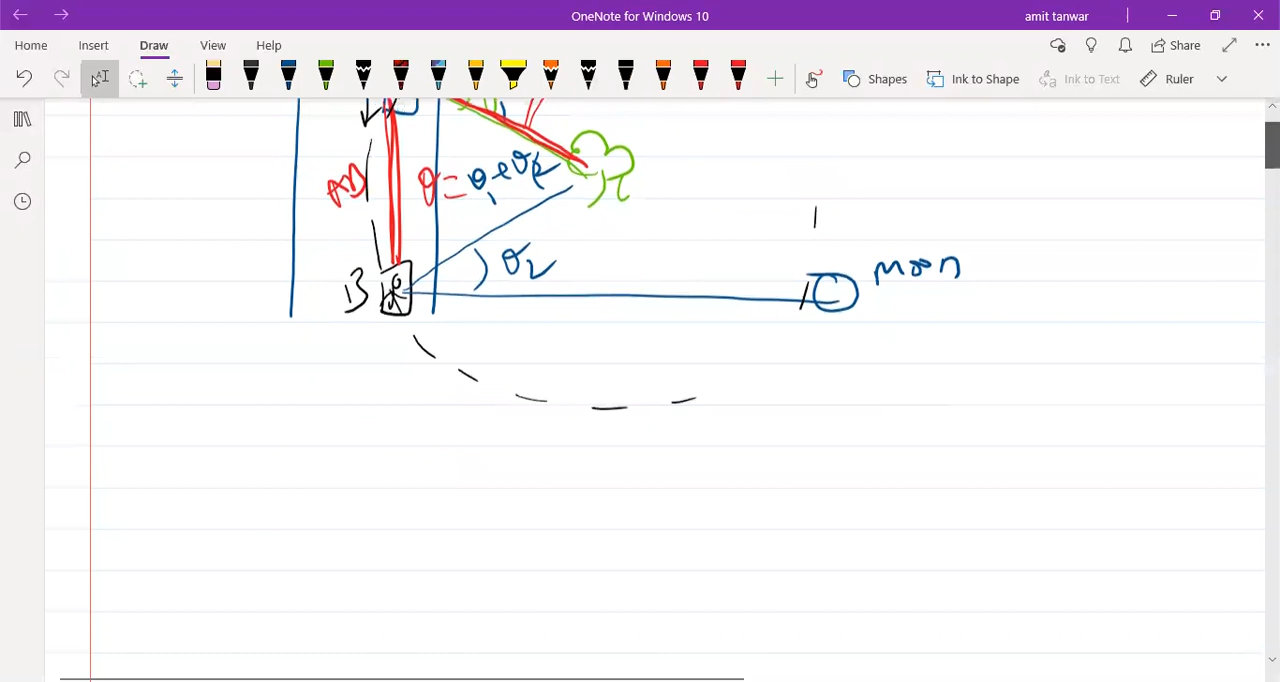 OneNote for Windows 10
amit tanwar
Home Insert Draw View Help
Share
Shapes Ink to Shape Ink to Text Ruler
AB
θ = θ₁ + θ₂
θ₂
B
moon